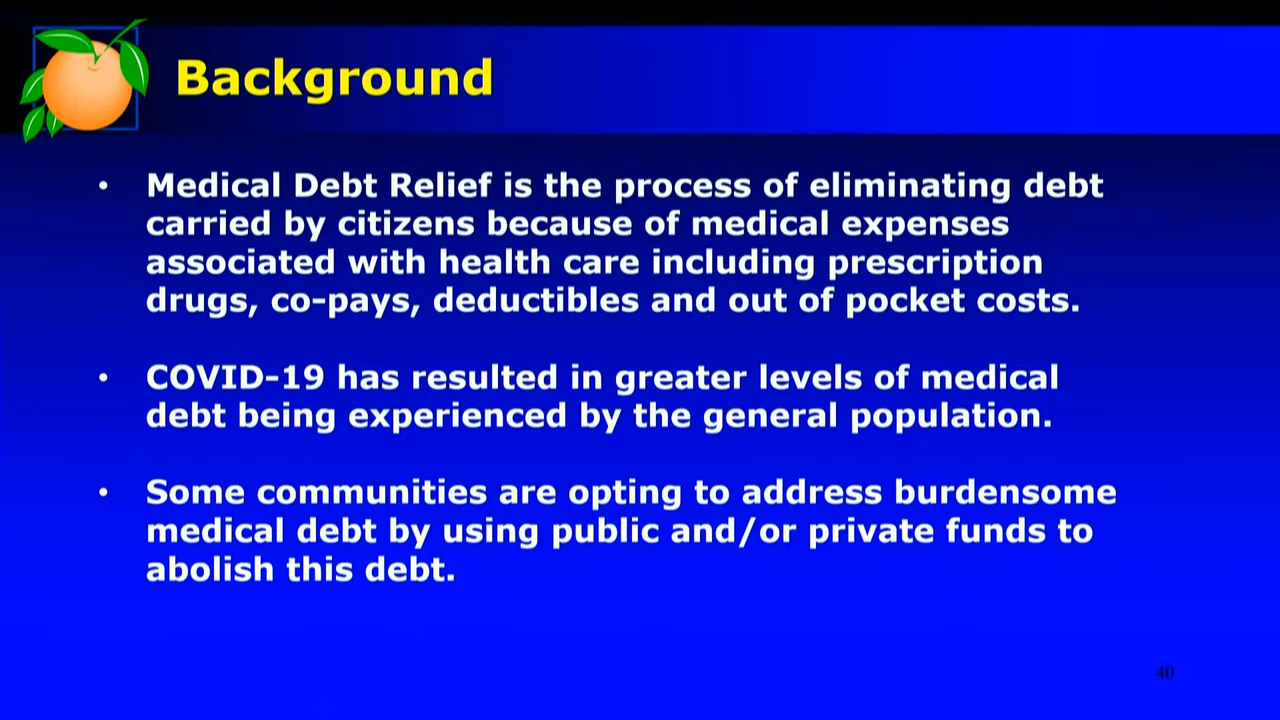 Background
• Medical Debt Relief is the process of eliminating debt
carried by citizens because of medical expenses
associated with health care including prescription
drugs, co-pays, deductibles and out of pocket costs.
• COVID-19 has resulted in greater levels of medical
debt being experienced by the general population.
• Some communities are opting to address burdensome
medical debt by using public and/or private funds to
abolish this debt.
40